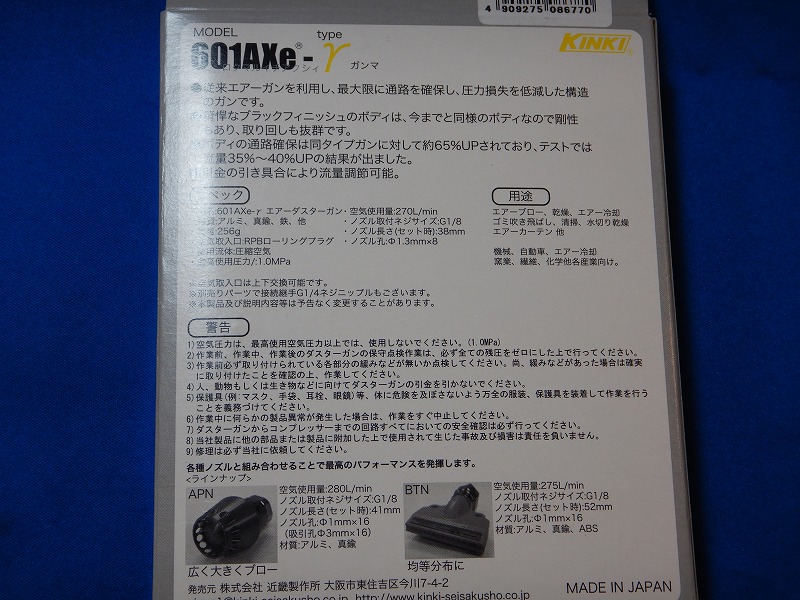 4 909275 086770
MODEL
type
601AXe®-γ ガンマ
KINKI
従来エアーガンを利用し、最大限に通路を確保し、圧力損失を低減した構造
のガンです。
悍なブラックフィニッシュのボディは、今までと同様のボディなので剛性
もあり、取り回しも抜群です。
ボディの通路確保は同タイプガンに対して約65%UPされており、テストでは
量35%～40%UPの結果が出ました。
引金の引き具合により流量調節可能。
ペック
:601AXe-γ エアーダスターガン・空気使用量:270L/min
:アルミ、真鍮、鉄、他 ・ノズル取付ネジサイズ:G1/8
:256g ・ノズル長さ(セット時):38mm
取入口:RPBローリングプラグ ・ノズル孔:Φ1.3mm×8
用流体:圧縮空気
使用圧力/:1.0MPa
※空気取入口は上下交換可能です。
※別売りパーツで接続継手G1/4ネジニップルもございます。
※本製品及び説明内容等は予告なく変更することがあります。
用途
エアーブロー、乾燥、エアー冷却
ゴミ吹き飛ばし、清掃、水切り乾燥
エアーカーテン 他
機械、自動車、エアー冷却
窯業、繊維、化学他各産業向け。
警告
1)空気圧力は、最高使用空気圧力以上では、使用しないでください。(1.0MPa)
2)作業前、作業中、作業後のダスターガンの保守点検作業は、必ず全ての残圧をゼロにした上で行ってください。
3)作業前必ず取り付けられている各部分の緩みなどが無いか点検してください。尚、緩みなどがあった場合は確実
に取り付けたことを確認の上、作業してください。
4)人、動物もしくは生き物などに向けてダスターガンの引金を引かないでください。
5)保護具(例:マスク、手袋、耳栓、眼鏡)等、体に危険を及ぼさないよう万全の服装、保護具を装着して作業を行う
ことを義務づけてください。
6)作業中に何らかの製品異常が発生した場合は、作業をすぐ中止してください。
7)ダスターガンからコンプレッサーまでの回路すべてにおいての安全確認は必ず行ってください。
8)当社製品に他の部品または製品に附加した上で使用されて生じた事故及び損害は責任を負いません。
9)修理は必ず当社に依頼してください。
各種ノズルと組み合わせることで最高のパフォーマンスを発揮します。
<ラインナップ>
APN
空気使用量:280L/min
ノズル取付ネジサイズ:G1/8
ノズル長さ(セット時):41mm
ノズル孔:Φ1mm×16
(吸引孔Φ3mm×16)
材質:アルミ、真鍮
広く大きくブロー
BTN
空気使用量:275L/min
ノズル取付ネジサイズ:G1/8
ノズル長さ(セット時):52mm
ノズル孔:Φ1mm×16
材質:アルミ、真鍮、ABS
均等分布に
発売元 株式会社 近畿製作所 大阪市東住吉区今川7-4-2
kinki-seisakusho http://www.kinki-seisakusho.jp
MADE IN JAPAN